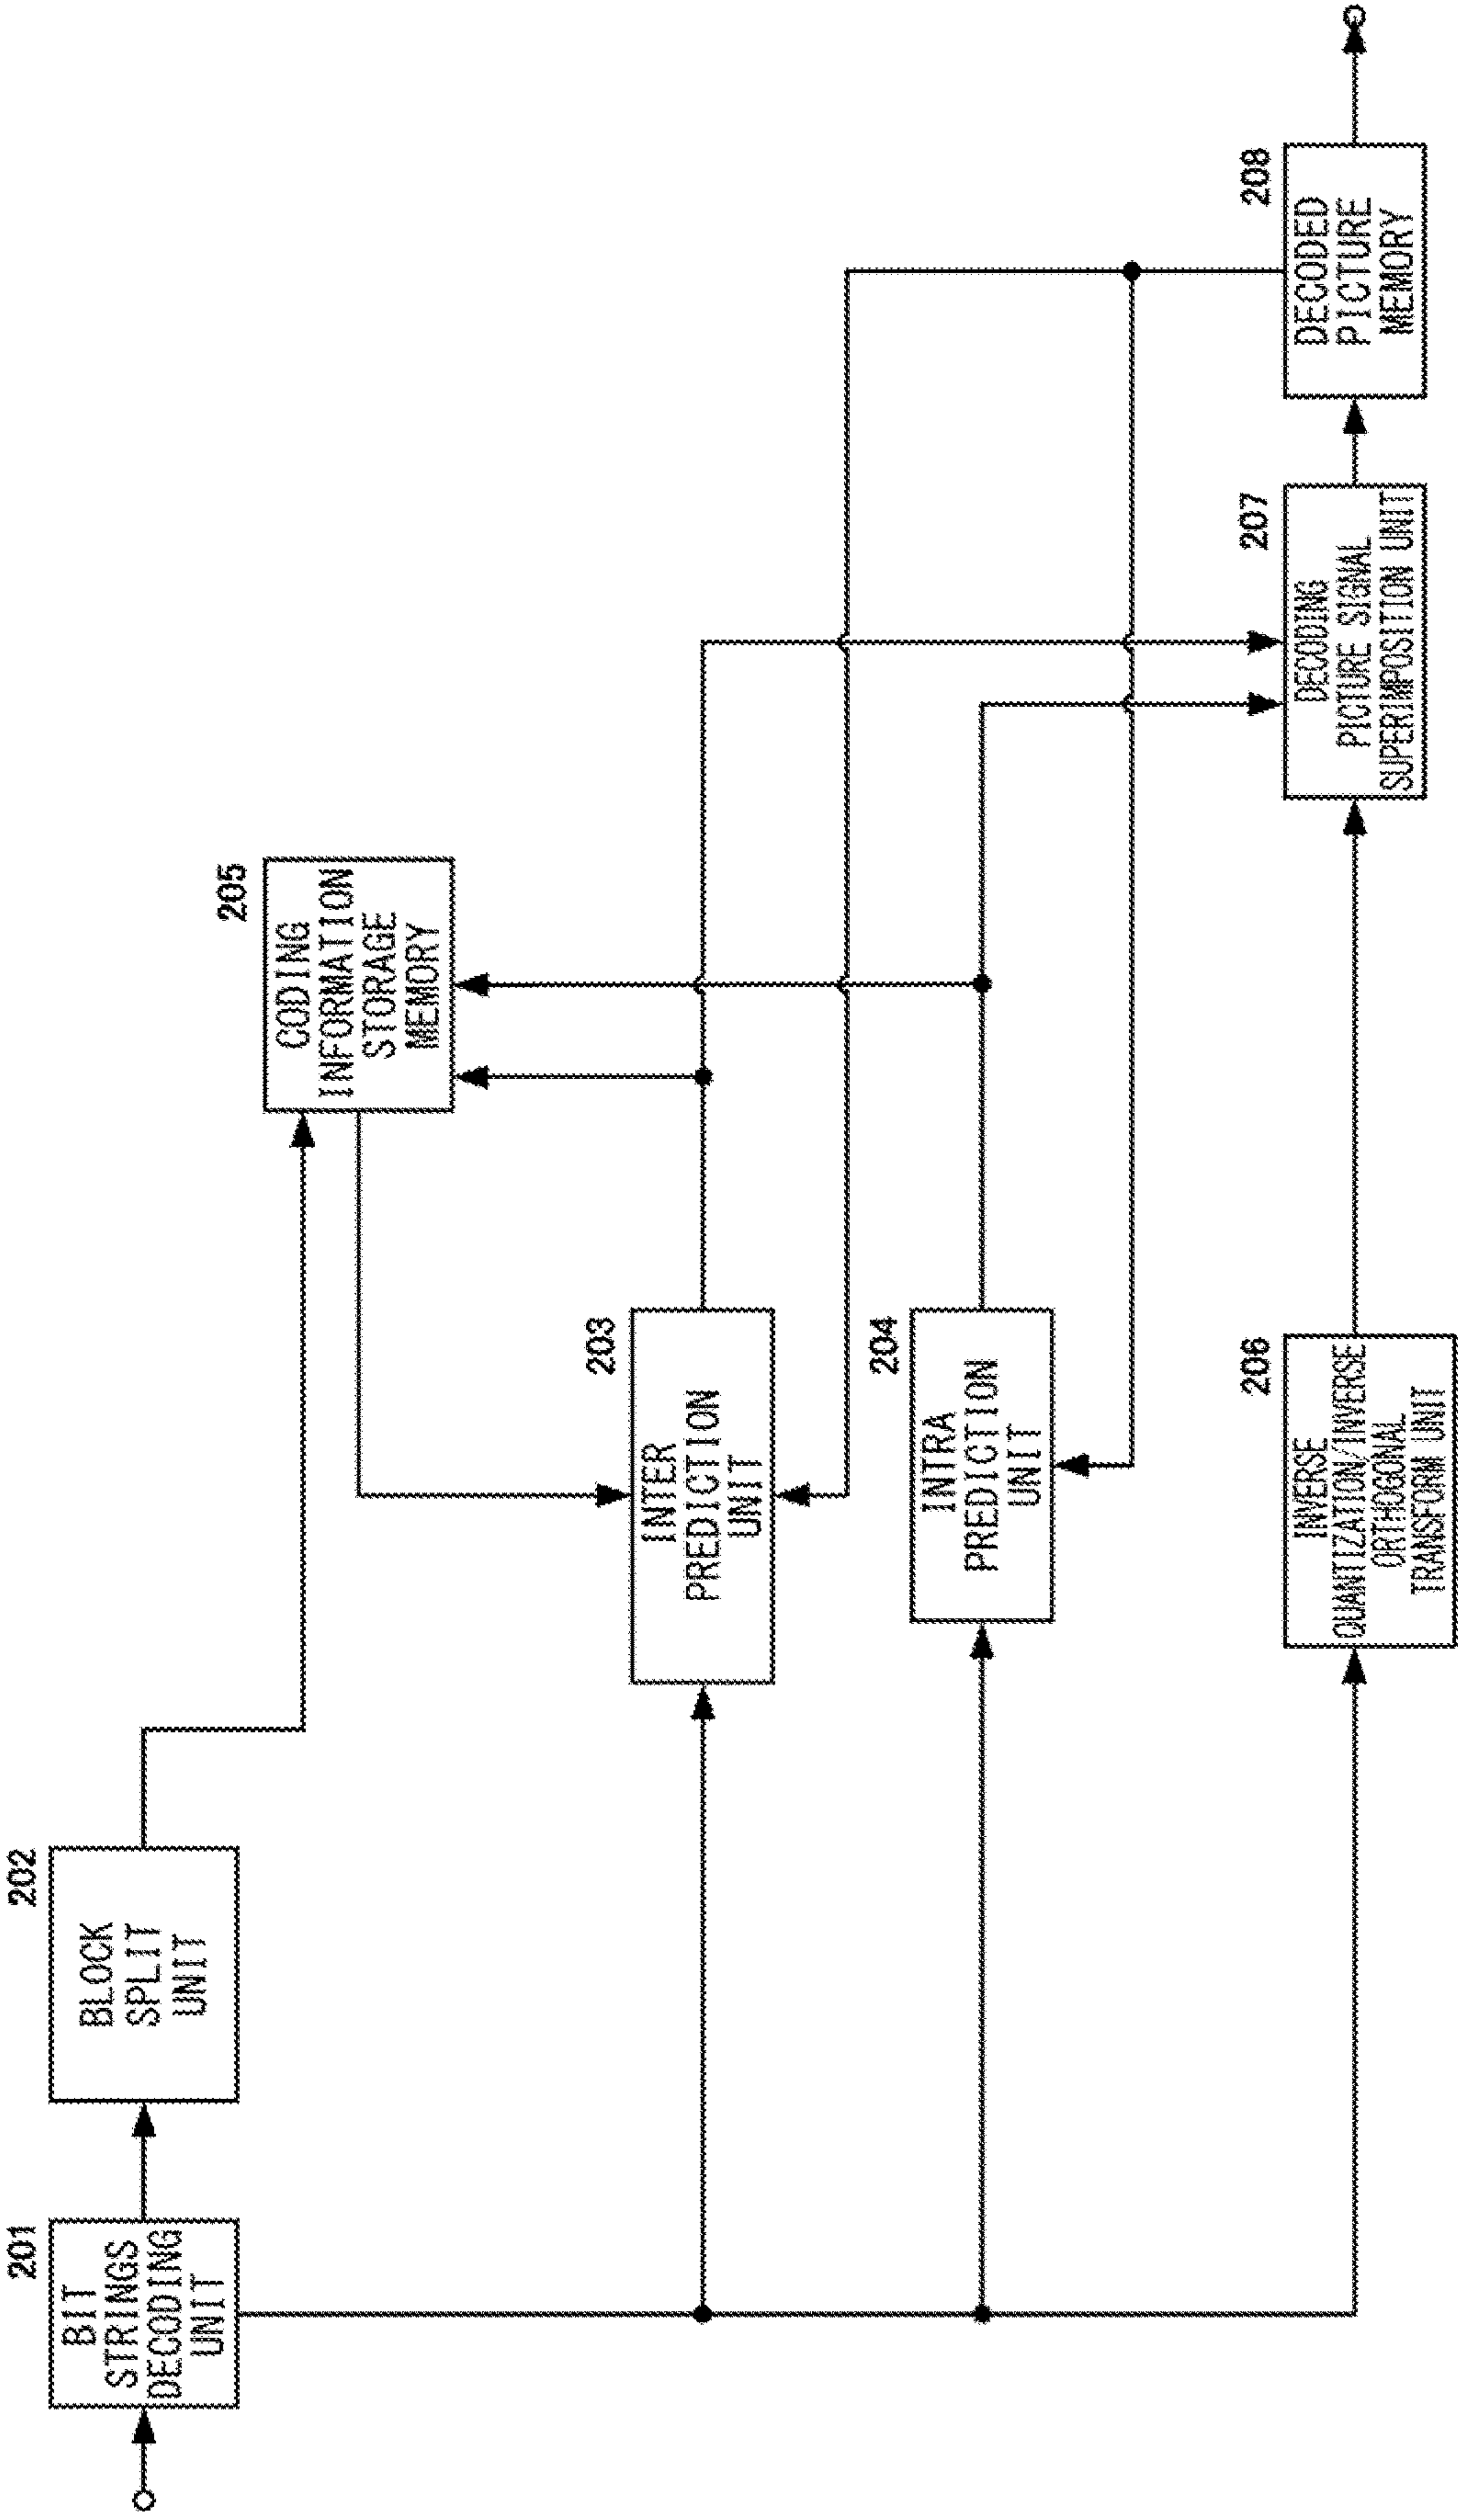 201
BIT
STRINGS
DECODING
UNIT
202
BLOCK
SPLIT
UNIT
205
CODING
INFORMATION
STORAGE
MEMORY
203
INTER
PREDICTION
UNIT
204
INTRA
PREDICTION
UNIT
206
INVERSE
QUANTIZATION/INVERSE
ORTHOGONAL
TRANSFORM UNIT
207
DECODING
PICTURE SIGNAL
SUPERIMPOSITION UNIT
208
DECODED
PICTURE
MEMORY